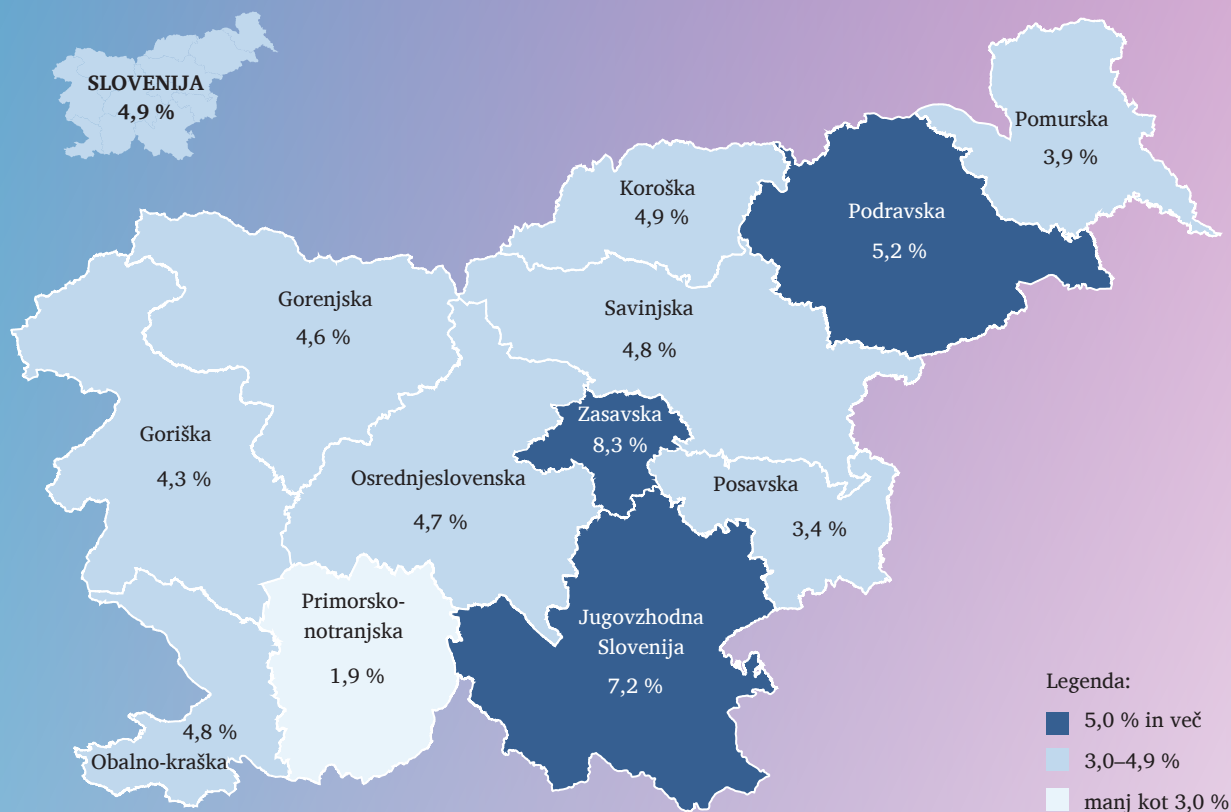 SLOVENIJA
4,9 %
Pomurska
3,9 %
Koroška
4,9 %
Podravska
5,2 %
Gorenjska
4,6 %
Savinjska
4,8 %
Zasavska
8,3 %
Goriška
4,3 %
Osrednjeslovenska
4,7 %
Posavska
3,4 %
Primorsko-
notranjska
1,9 %
Jugovzhodna
Slovenija
7,2 %
4,8 %
Obalno-kraška
Legenda:
5,0 % in več
3,0–4,9 %
manj kot 3,0 %